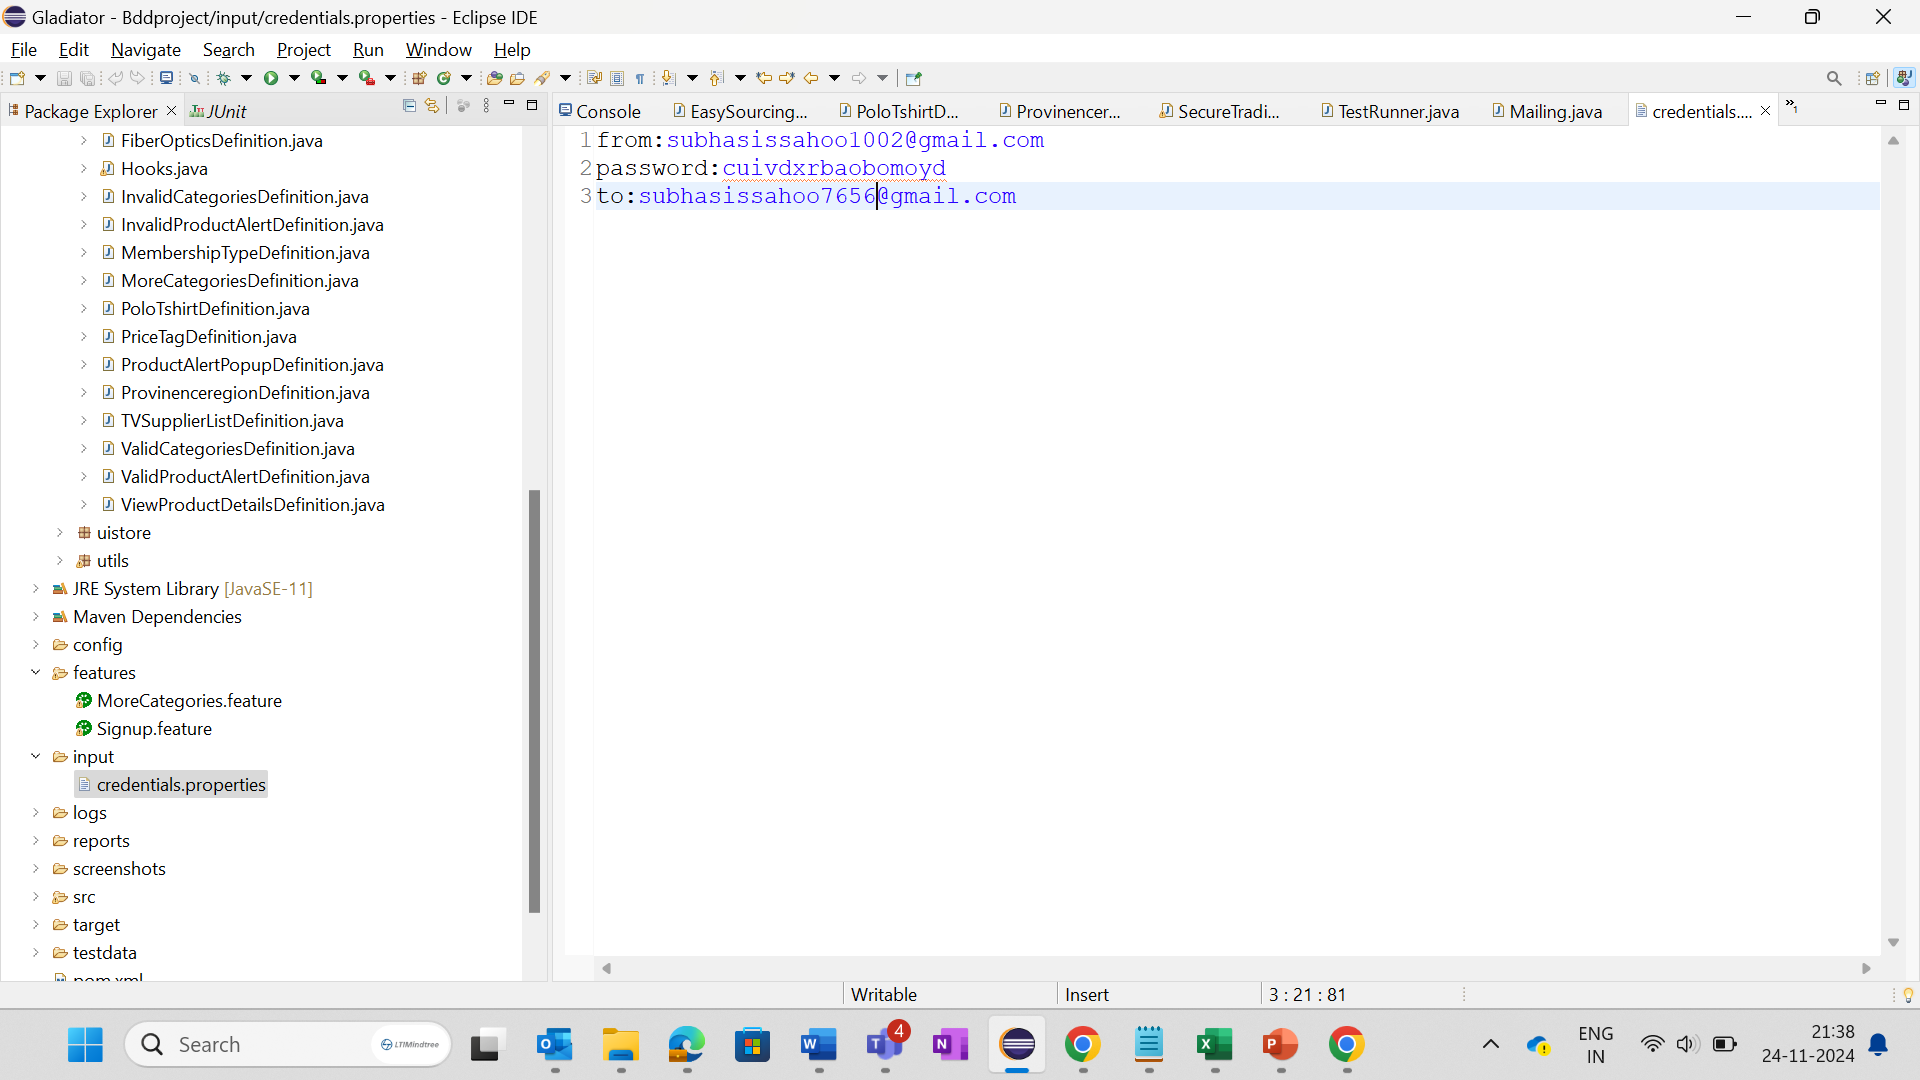 Gladiator - Bddproject/input/credentials.properties - Eclipse IDE
File Edit Navigate Search Project Run Window Help
Package Explorer JUnit
Console EasySourcing... PoloTshirtD... Provinencer... SecureTradi... TestRunner.java Mailing.java credentials.... »1
FiberOpticsDefinition.java
Hooks.java
InvalidCategoriesDefinition.java
InvalidProductAlertDefinition.java
MembershipTypeDefinition.java
MoreCategoriesDefinition.java
PoloTshirtDefinition.java
PriceTagDefinition.java
ProductAlertPopupDefinition.java
ProvinenceregionDefinition.java
TVSupplierListDefinition.java
ValidCategoriesDefinition.java
ValidProductAlertDefinition.java
ViewProductDetailsDefinition.java
uistore
utils
JRE System Library [JavaSE-11]
Maven Dependencies
config
features
MoreCategories.feature
Signup.feature
input
credentials.properties
logs
reports
screenshots
src
target
testdata
pom.xml
1 from:subhasissahoo1002@gmail.com
2 password:cuivdxrbaobomoyd
3 to:subhasissahoo7656@gmail.com
Writable Insert 3 : 21 : 81
Search LTIMindtree 4 ENG IN 21:38 24-11-2024